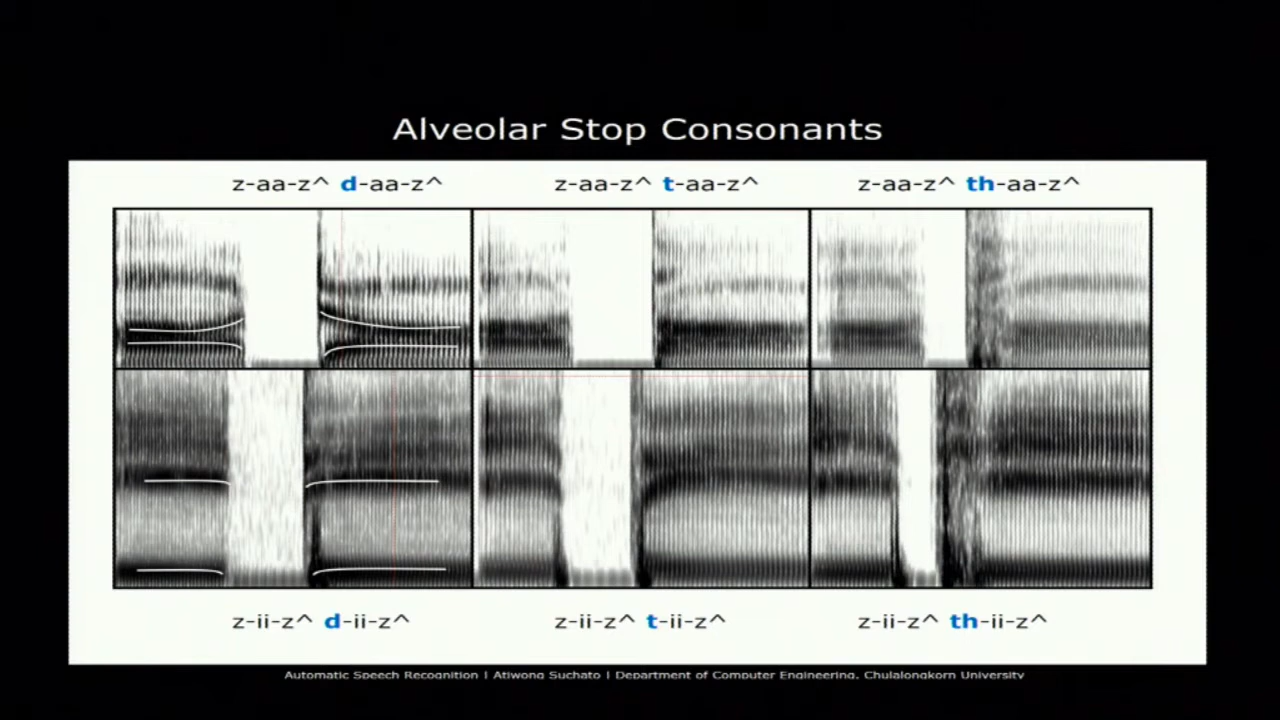 Alveolar Stop Consonants
z-aa-z^ d-aa-z^ z-aa-z^ t-aa-z^ z-aa-z^ th-aa-z^
z-ii-z^ d-ii-z^ z-ii-z^ t-ii-z^ z-ii-z^ th-ii-z^
Automatic Speech Recognition | Atiwong Suchato | Department of Computer Engineering, Chulalongkorn University